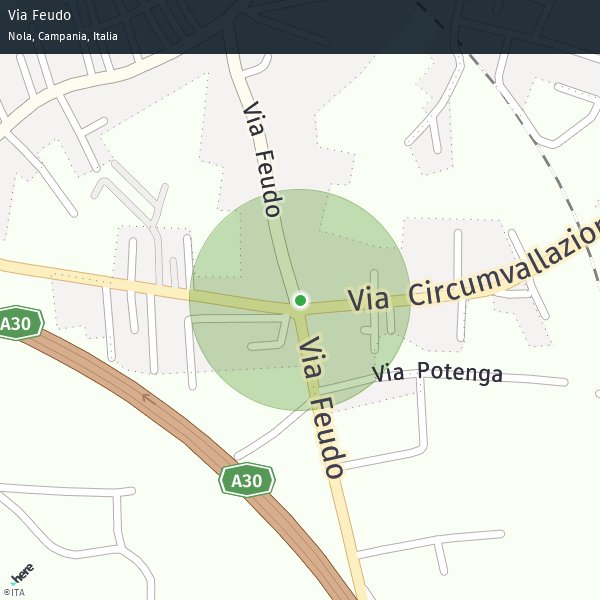 Via Feudo
Nola, Campania, Italia
Via Feudo
Via Circumvallazion
A30
Via Feudo
Via Potenga
A30
here
©ITA